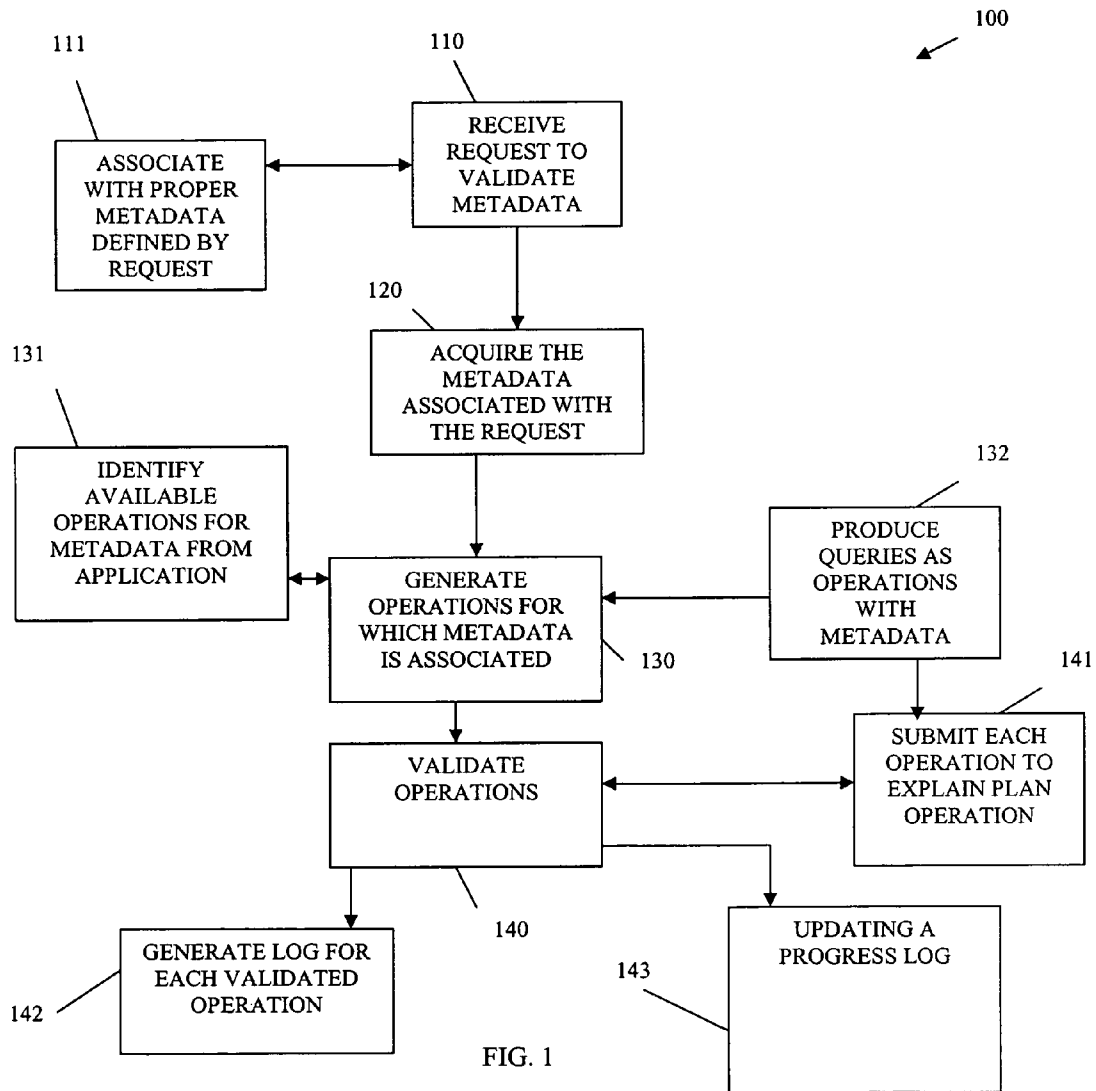 100
111
110
RECEIVE
REQUEST TO
VALIDATE
METADATA
ASSOCIATE
WITH PROPER
METADATA
DEFINED BY
REQUEST
120
ACQUIRE THE
METADATA
ASSOCIATED WITH
THE REQUEST
131
IDENTIFY
AVAILABLE
OPERATIONS FOR
METADATA FROM
APPLICATION
132
PRODUCE
QUERIES AS
OPERATIONS
WITH
METADATA
GENERATE
OPERATIONS FOR
WHICH METADATA
IS ASSOCIATED
130
141
SUBMIT EACH
OPERATION TO
EXPLAIN PLAN
OPERATION
VALIDATE
OPERATIONS
140
GENERATE LOG FOR
EACH VALIDATED
OPERATION
142
UPDATING A
PROGRESS LOG
143
FIG. 1